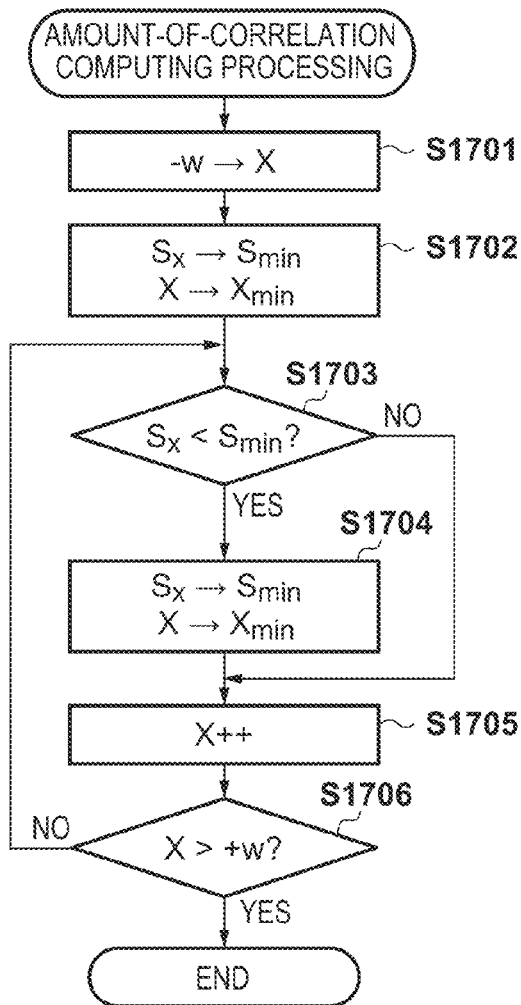 AMOUNT-OF-CORRELATION
COMPUTING PROCESSING
-w → X
S1701
Sx → Smin
X → Xmin
S1702
S1703
Sx < Smin?
NO
YES
S1704
Sx → Smin
X → Xmin
X++
S1705
S1706
NO
X > +w?
YES
END